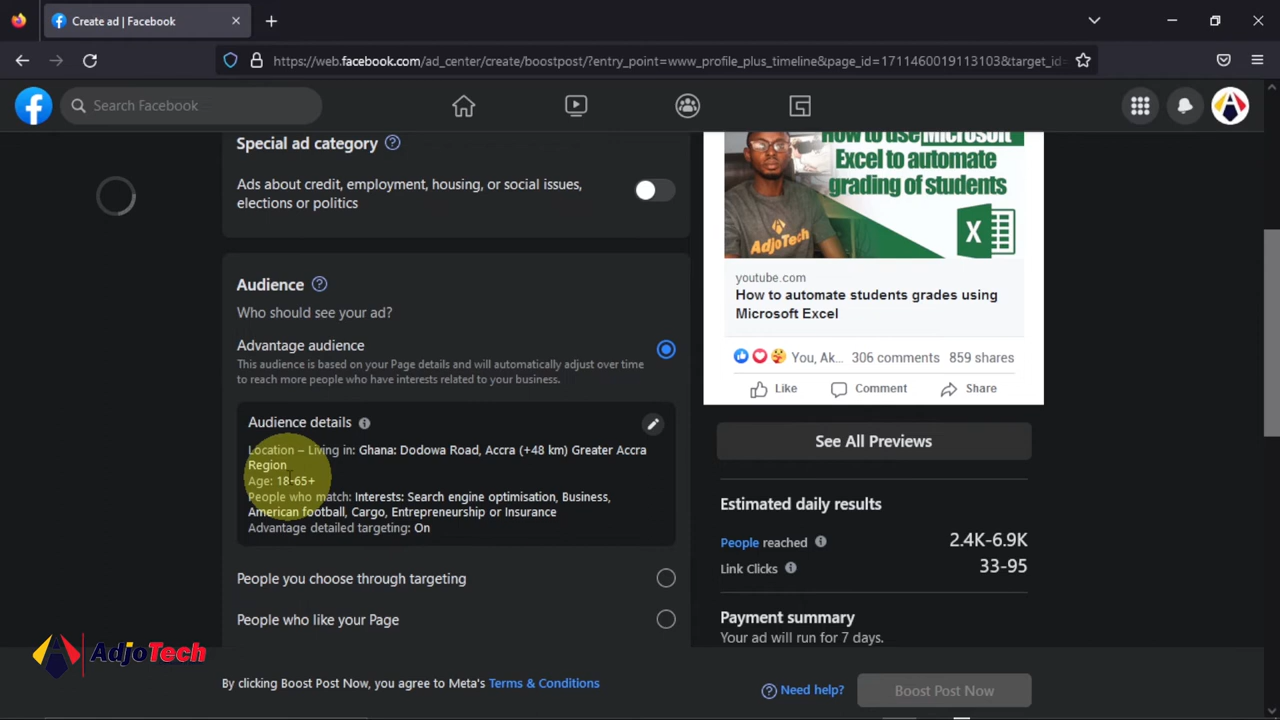 Create ad | Facebook
https://web.facebook.com/ad_center/create/boostpost/?entry_point=www_profile_plus_timeline&page_id=1711460019113103&target_id=
Search Facebook
Special ad category
Ads about credit, employment, housing, or social issues,
elections or politics
Audience
Who should see your ad?
Advantage audience
This audience is based on your Page details and will automatically adjust over time
to reach more people who have interests related to your business.
Audience details
Location – Living in: Ghana: Dodowa Road, Accra (+48 km) Greater Accra
Region
Age: 18-65+
People who match: Interests: Search engine optimisation, Business,
American football, Cargo, Entrepreneurship or Insurance
Advantage detailed targeting: On
People you choose through targeting
People who like your Page
How to use Microsoft
Excel to automate
grading of students
X
AdjoTech
youtube.com
How to automate students grades using
Microsoft Excel
You, Ak... 306 comments 859 shares
Like Comment Share
See All Previews
Estimated daily results
People reached 2.4K-6.9K
Link Clicks 33-95
Payment summary
Your ad will run for 7 days.
AdjoTech
By clicking Boost Post Now, you agree to Meta's Terms & Conditions
Need help?
Boost Post Now